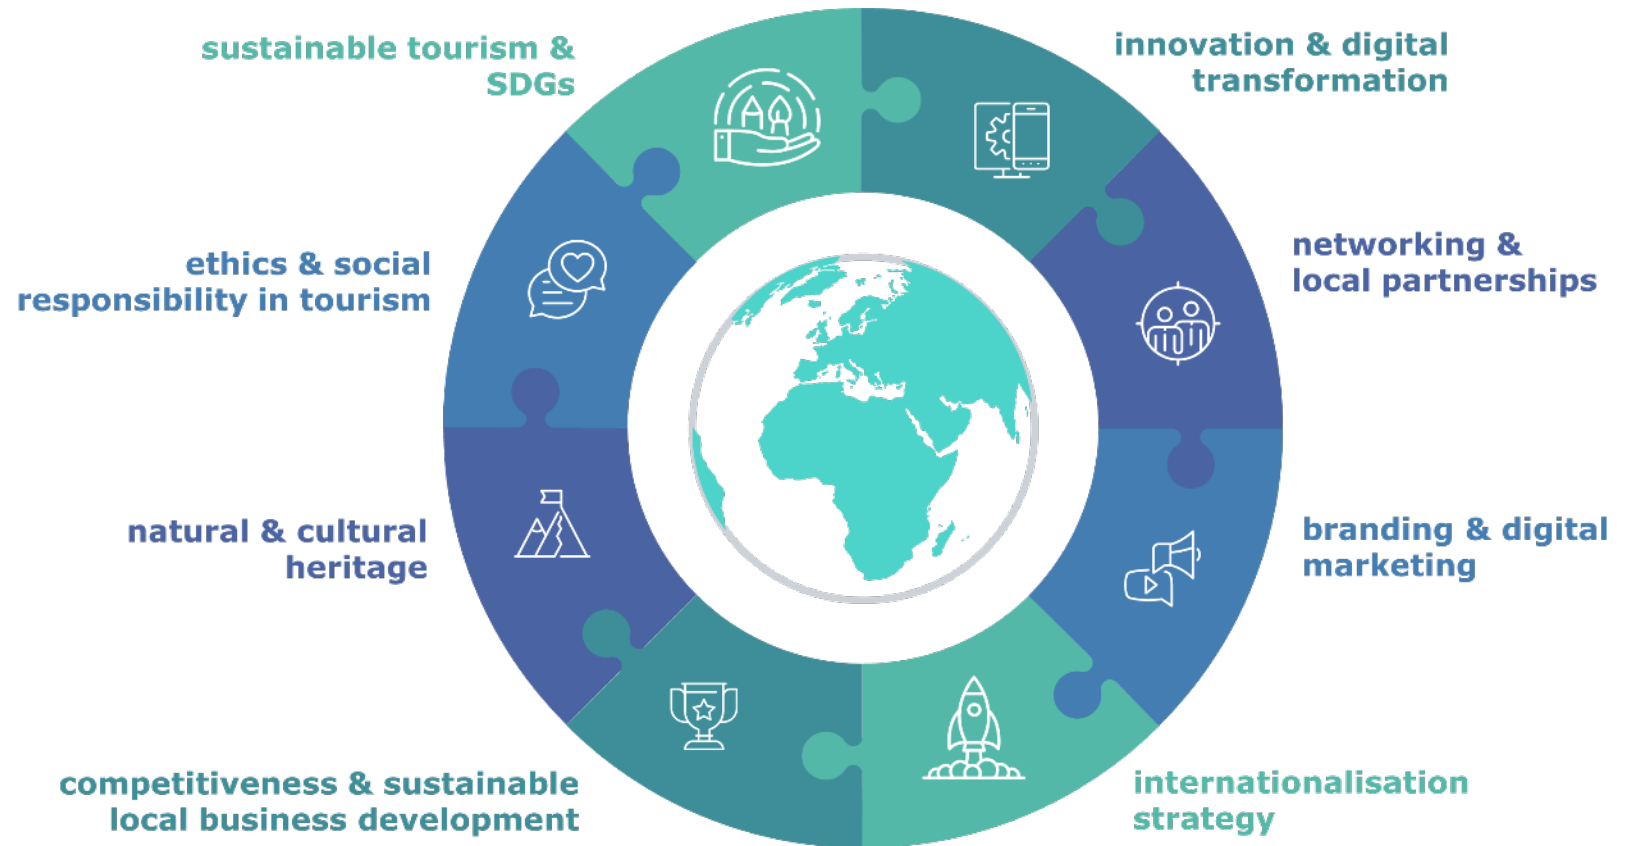 sustainable tourism &
SDGs
innovation & digital
transformation
ethics & social
responsibility in tourism
networking &
local partnerships
natural & cultural
heritage
branding & digital
marketing
competitiveness & sustainable
local business development
internationalisation
strategy